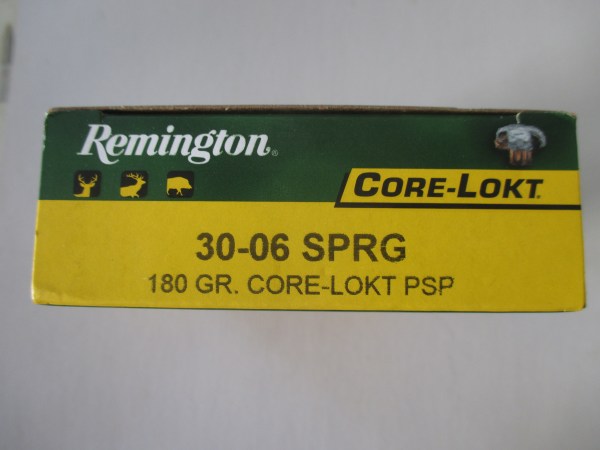 Remington®
CORE-LOKT®
30-06 SPRG
180 GR. CORE-LOKT PSP